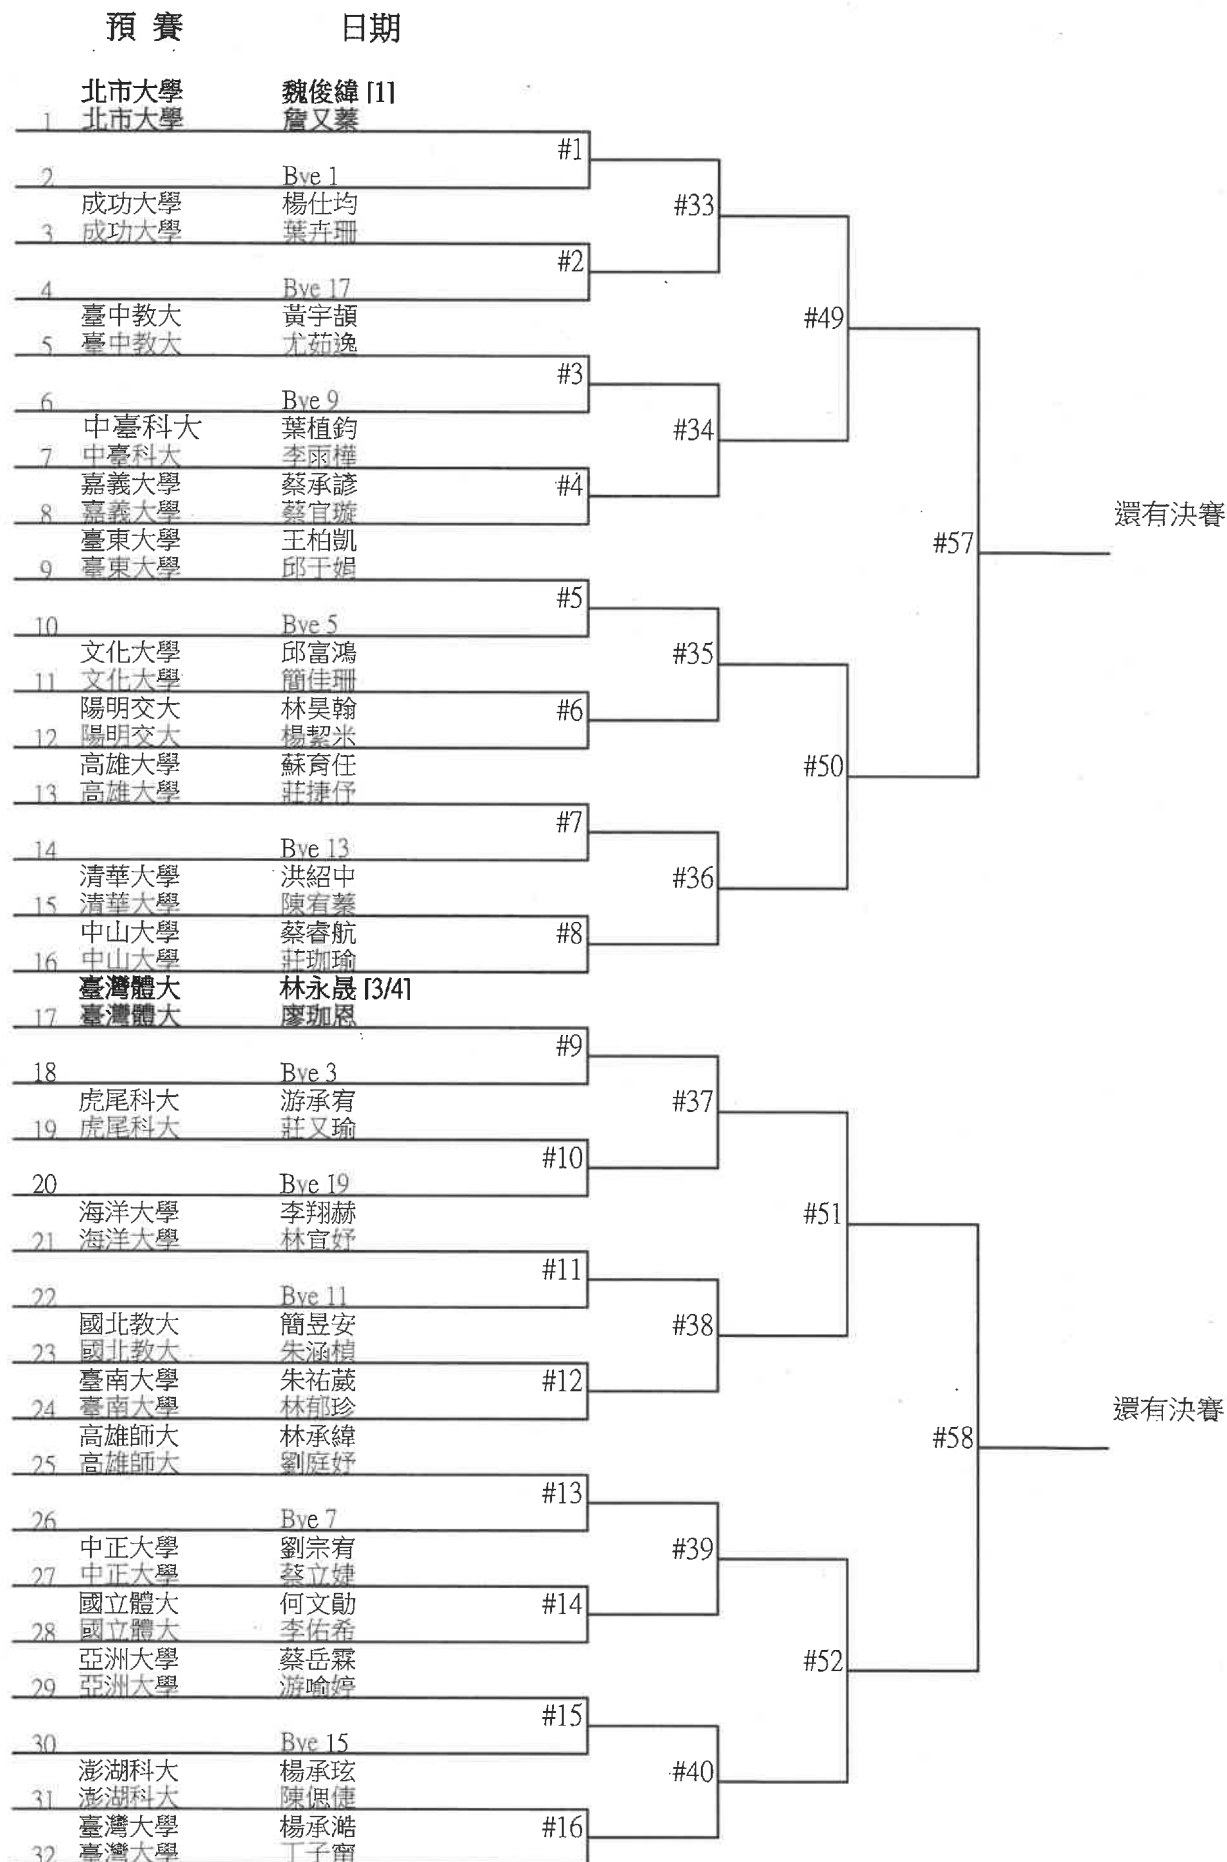 預 賽 日期
北市大學 魏俊緯 [1]
1 北市大學 詹又蓁
#1
2 Bye 1
成功大學 楊仕均
#33
3 成功大學 葉卉珊
#2
4 Bye 17
臺中教大 黃宇頡
#49
5 臺中教大 尤茹逸
#3
6 Bye 9
中臺科大 葉植鈞
#34
7 中臺科大 李雨樺
嘉義大學 蔡承諺
#4
8 嘉義大學 蔡宜璇
還有決賽
臺東大學 王柏凱
#57
9 臺東大學 邱于娟
#5
10 Bye 5
文化大學 邱富鴻
#35
11 文化大學 簡佳珊
陽明交大 林昊翰
#6
12 陽明交大 楊絜米
高雄大學 蘇育任
#50
13 高雄大學 莊捷伃
#7
14 Bye 13
清華大學 洪紹中
#36
15 清華大學 陳宥蓁
中山大學 蔡睿航
#8
16 中山大學 莊珈瑜
臺灣體大 林永晟 [3/4]
17 臺灣體大 廖珈恩
#9
18 Bye 3
虎尾科大 游承宥
#37
19 虎尾科大 莊又瑜
#10
20 Bye 19
海洋大學 李翔赫
#51
21 海洋大學 林宜妤
#11
22 Bye 11
國北教大 簡昱安
#38
23 國北教大 朱涵楨
臺南大學 朱祐葳
#12
24 臺南大學 林郁珍
還有決賽
高雄師大 林承緯
#58
25 高雄師大 劉庭妤
#13
26 Bye 7
中正大學 劉宗宥
#39
27 中正大學 蔡立婕
國立體大 何文勛
#14
28 國立體大 李佑希
亞洲大學 蔡岳霖
#52
29 亞洲大學 游喻婷
#15
30 Bye 15
澎湖科大 楊承玹
#40
31 澎湖科大 陳偲倢
臺灣大學 楊承澔
#16
32 臺灣大學 丁子甯